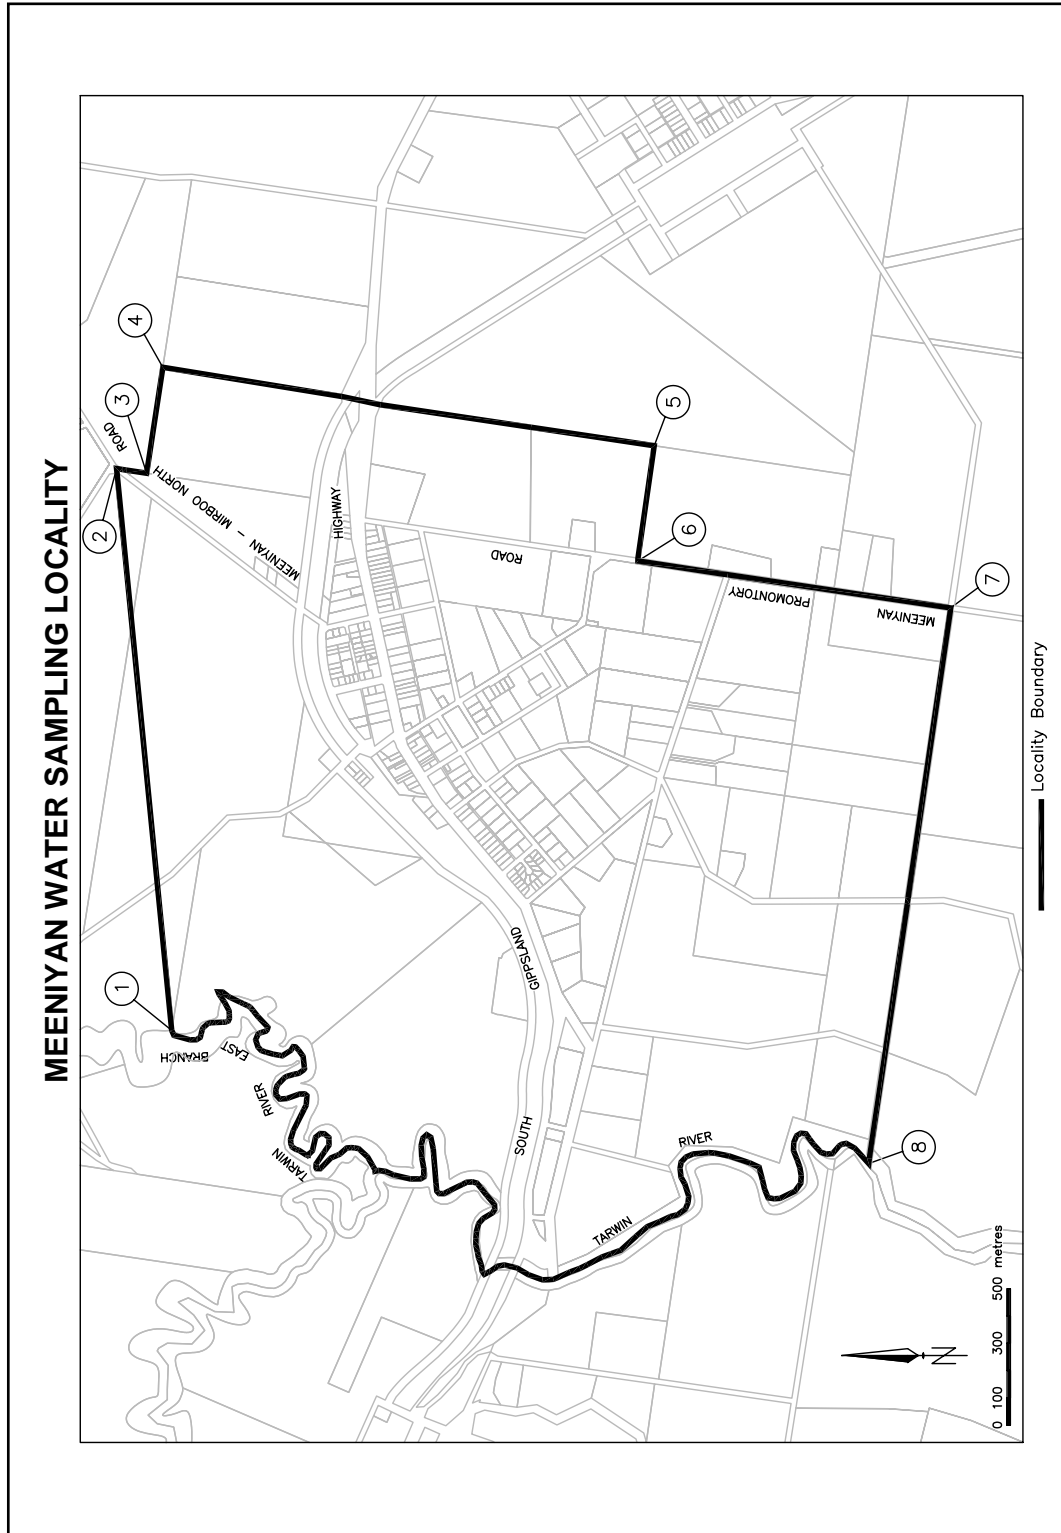 MEENIYAN WATER SAMPLING LOCALITY
1
2
3
4
5
6
7
8
ROAD
MEENIYAN – MIRBOO NORTH
HIGHWAY
GIPPSLAND
SOUTH
ROAD
PROMONTORY
MEENIYAN
BRANCH
EAST
RIVER
TARWIN
RIVER
TARWIN
N
0 100 300 500 metres
Locality Boundary